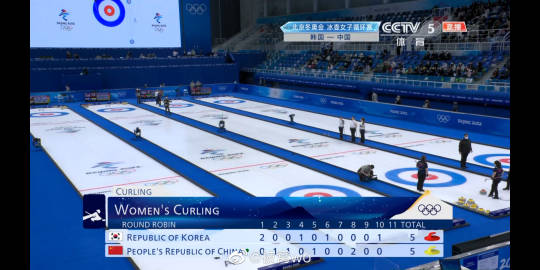 北京冬奥会 冰壶女子循环赛 CCTV 5 直播
韩国 — 中国 体育
CURLING
WOMEN'S CURLING
ROUND ROBIN 1 2 3 4 5 6 7 8 9 10 11 TOTAL
REPUBLIC OF KOREA 2 0 0 1 0 1 0 0 0 1 5
PEOPLE'S REPUBLIC OF CHINA 0 1 1 0 1 0 0 2 0 0 5